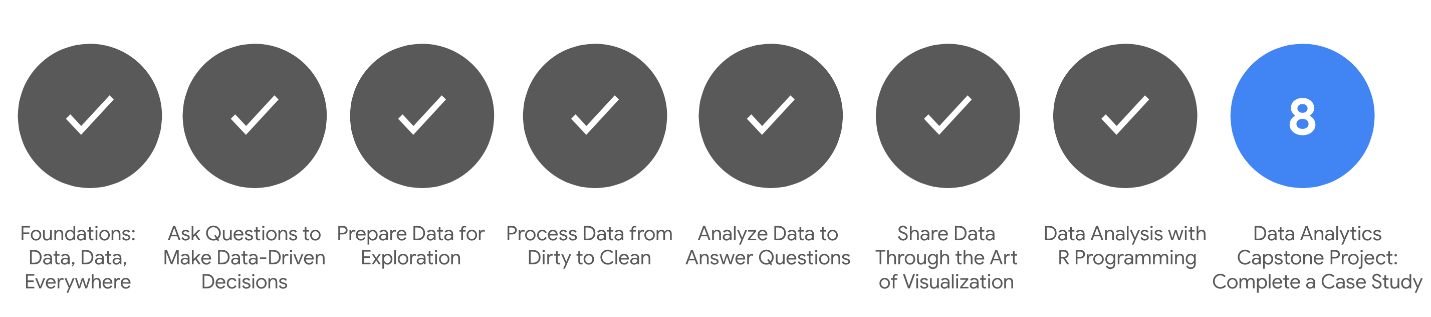 8
Foundations:
Data, Data,
Everywhere
Ask Questions to
Make Data-Driven
Decisions
Prepare Data for
Exploration
Process Data from
Dirty to Clean
Analyze Data to
Answer Questions
Share Data
Through the Art
of Visualization
Data Analysis with
R Programming
Data Analytics
Capstone Project:
Complete a Case Study